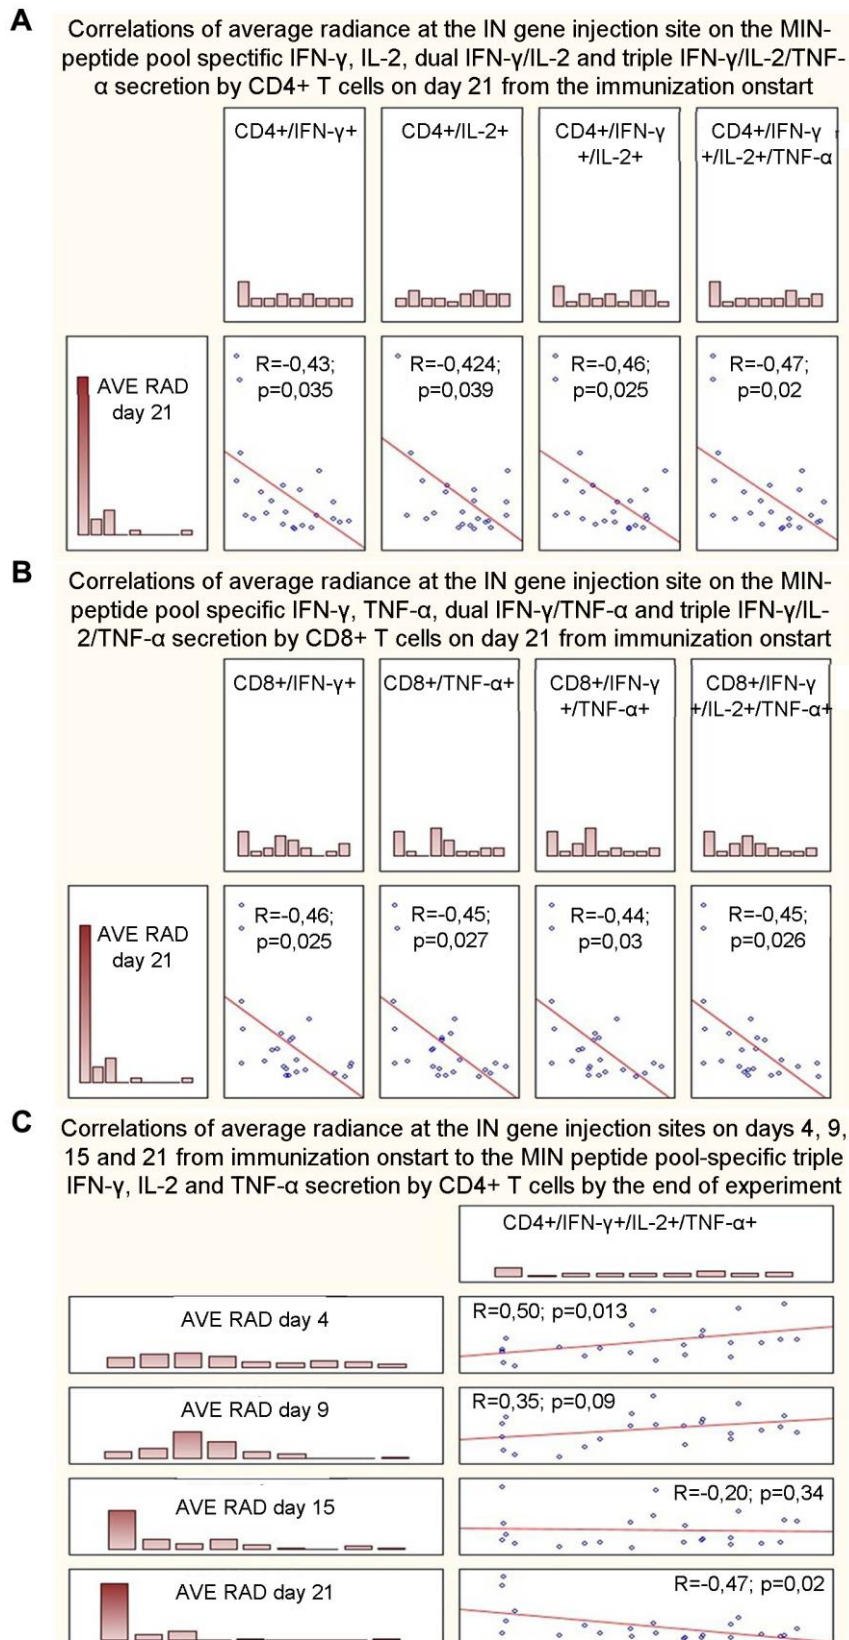 A
Correlations of average radiance at the IN gene injection site on the MIN-
peptide pool spectific IFN-γ, IL-2, dual IFN-γ/IL-2 and triple IFN-γ/IL-2/TNF-
α secretion by CD4+ T cells on day 21 from the immunization onstart
CD4+/IFN-γ+
CD4+/IL-2+
CD4+/IFN-γ
+/IL-2+
CD4+/IFN-γ
+/IL-2+/TNF-α
AVE RAD
day 21
R=-0,43;
p=0,035
R=-0,424;
p=0,039
R=-0,46;
p=0,025
R=-0,47;
p=0,02
B
Correlations of average radiance at the IN gene injection site on the MIN-
peptide pool specific IFN-γ, TNF-α, dual IFN-γ/TNF-α and triple IFN-γ/IL-
2/TNF-α secretion by CD8+ T cells on day 21 from immunization onstart
CD8+/IFN-γ+
CD8+/TNF-α+
CD8+/IFN-γ
+/TNF-α+
CD8+/IFN-γ
+/IL-2+/TNF-α+
AVE RAD
day 21
R=-0,46;
p=0,025
R=-0,45;
p=0,027
R=-0,44;
p=0,03
R=-0,45;
p=0,026
C
Correlations of average radiance at the IN gene injection sites on days 4, 9,
15 and 21 from immunization onstart to the MIN peptide pool-specific triple
IFN-γ, IL-2 and TNF-α secretion by CD4+ T cells by the end of experiment
CD4+/IFN-γ+/IL-2+/TNF-α+
AVE RAD day 4
R=0,50; p=0,013
AVE RAD day 9
R=0,35; p=0,09
AVE RAD day 15
R=-0,20; p=0,34
AVE RAD day 21
R=-0,47; p=0,02